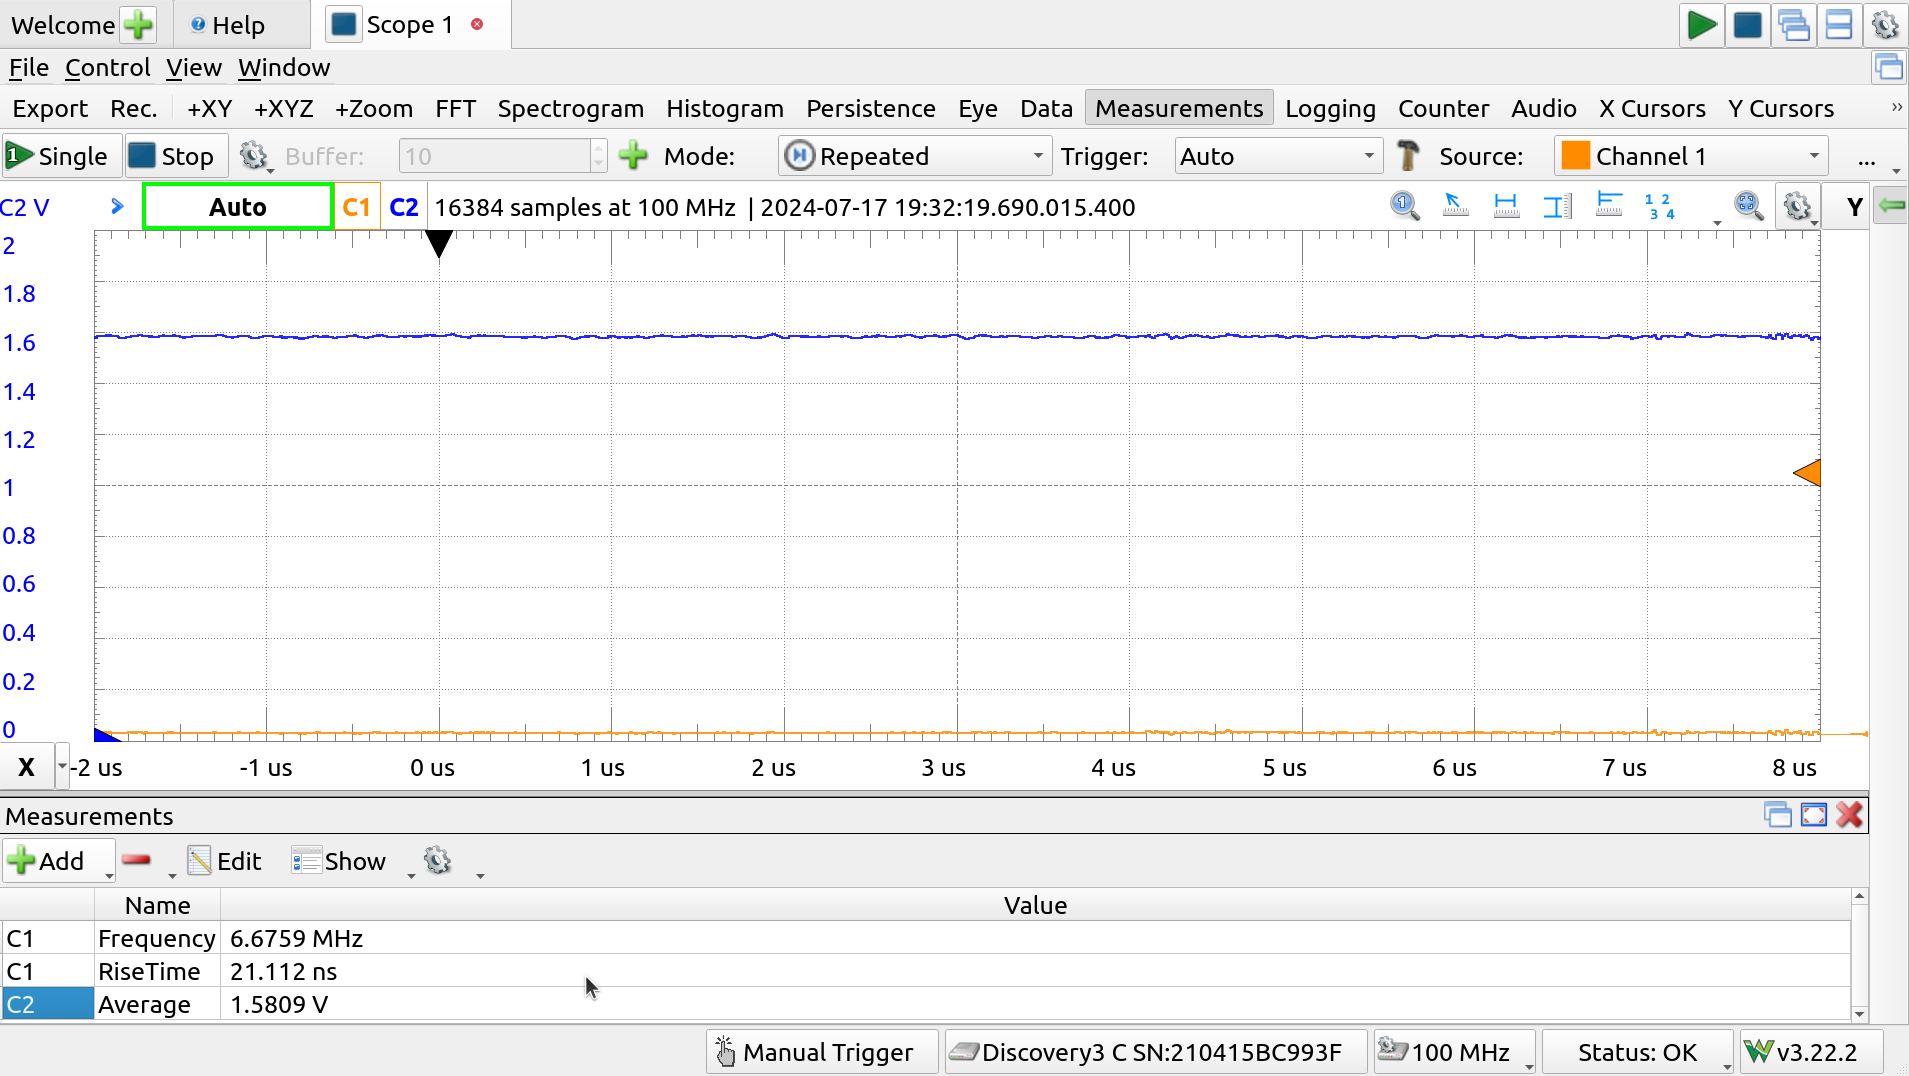 Welcome Help Scope 1
File Control View Window
Export Rec. +XY +XYZ +Zoom FFT Spectrogram Histogram Persistence Eye Data Measurements Logging Counter Audio X Cursors Y Cursors »
1 Single Stop Buffer: 10 Mode: Repeated Trigger: Auto Source: Channel 1 ...
C2 V Auto C1 C2 16384 samples at 100 MHz | 2024-07-17 19:32:19.690.015.400 1 1 2 3 4 Y
2
1.8
1.6
1.4
1.2
1
0.8
0.6
0.4
0.2
0
X -2 us -1 us 0 us 1 us 2 us 3 us 4 us 5 us 6 us 7 us 8 us
Measurements
Add Edit Show
Name Value
C1 Frequency 6.6759 MHz
C1 RiseTime 21.112 ns
C2 Average 1.5809 V
Manual Trigger Discovery3 C SN:210415BC993F 100 MHz Status: OK v3.22.2